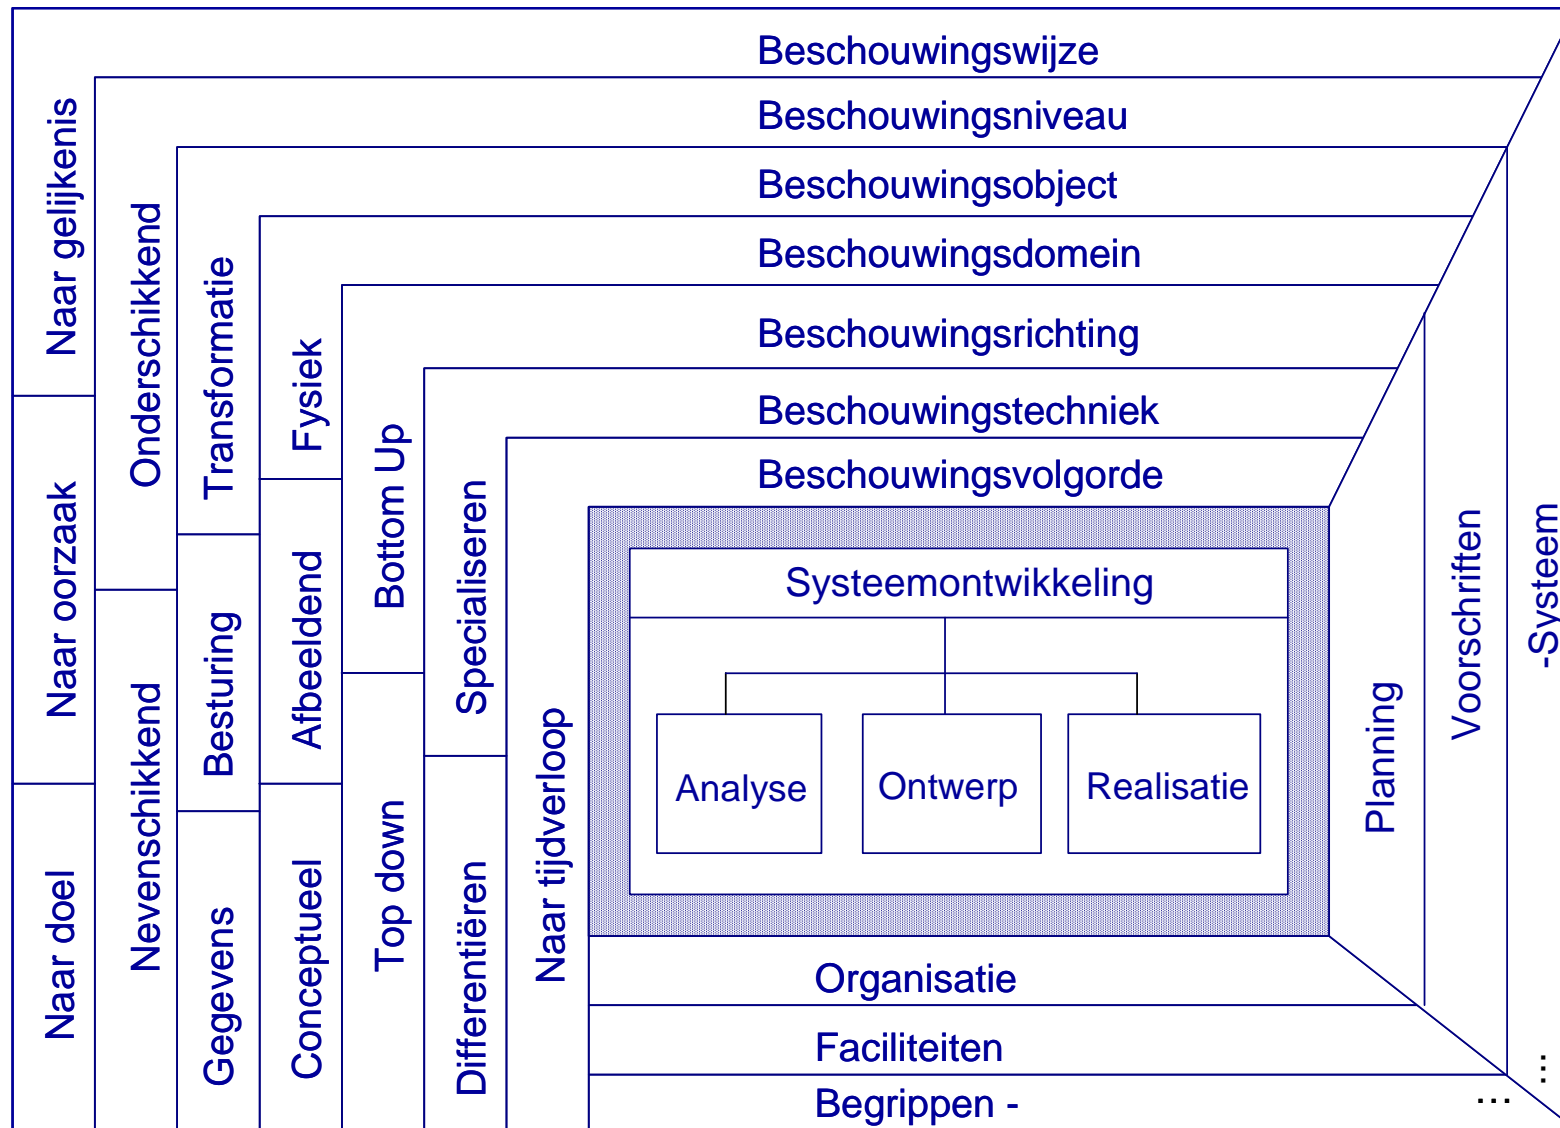 Beschouwingswijze
Beschouwingsniveau
Beschouwingsobject
Beschouwingsdomein
Beschouwingsrichting
Beschouwingstechniek
Beschouwingsvolgorde
Naar gelijkenis
Naar oorzaak
Naar doel
Onderschikkend
Nevenschikkend
Transformatie
Besturing
Gegevens
Fysiek
Afbeeldend
Conceptueel
Bottom Up
Top down
Specialiseren
Differentiëren
Naar tijdverloop
Systeemontwikkeling
Analyse
Ontwerp
Realisatie
Planning
Voorschriften
-Systeem
Organisatie
Faciliteiten
Begrippen -
...
...